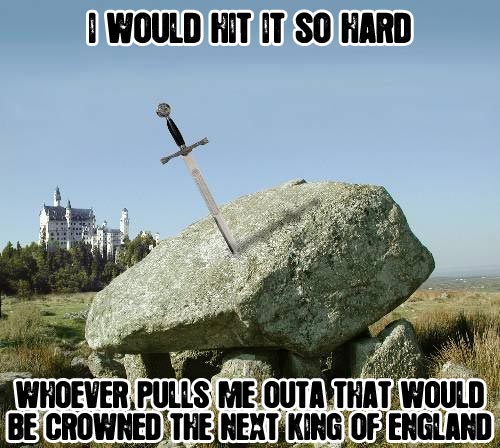 I WOULD HIT IT SO HARD
WHOEVER PULLS ME OUTA THAT WOULD
BE CROWNED THE NEXT KING OF ENGLAND